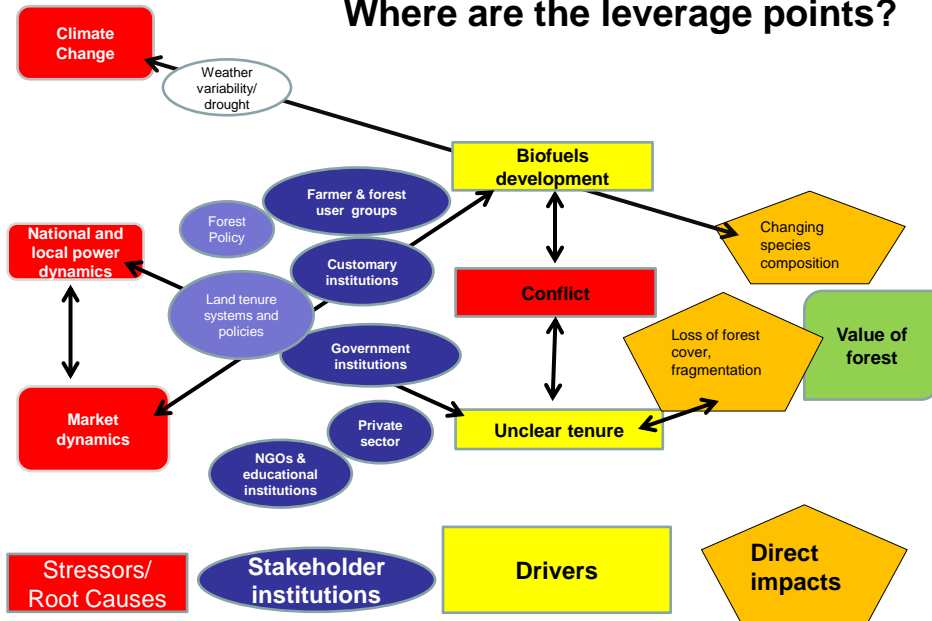 Where are the leverage points?
Climate
Change
Weather
variability/
drought
Biofuels
development
Farmer & forest
user groups
Forest
Policy
Changing
species
composition
National and
local power
dynamics
Customary
institutions
Conflict
Land tenure
systems and
policies
Value of
forest
Loss of forest
cover,
fragmentation
Government
institutions
Market
dynamics
Private
sector
Unclear tenure
NGOs &
educational
institutions
Stressors/
Root Causes
Stakeholder
institutions
Drivers
Direct
impacts